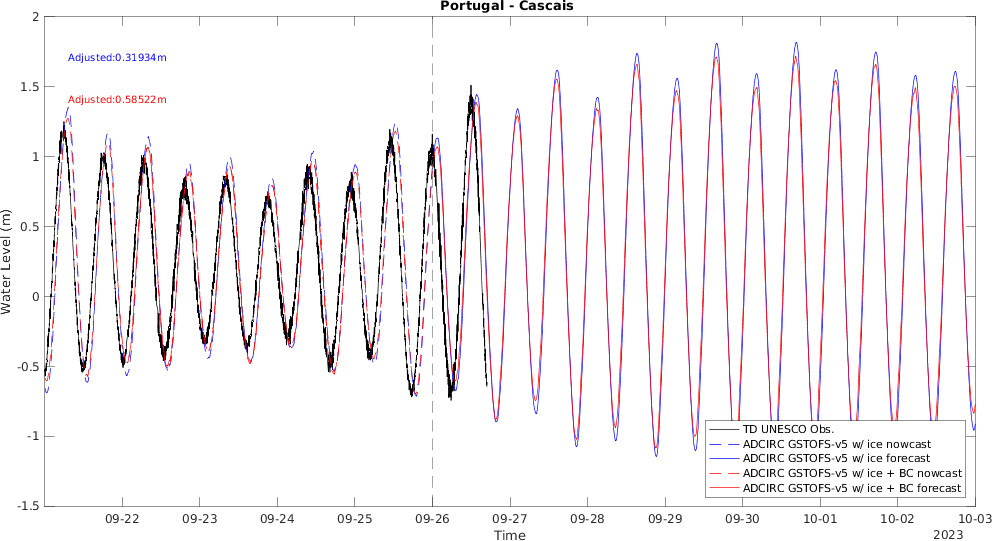 Portugal - Cascais
Adjusted:0.31934m
Adjusted:0.58522m
Water Level (m)
2
1.5
1
0.5
0
-0.5
-1
-1.5
TD UNESCO Obs.
ADCIRC GSTOFS-v5 w/ ice nowcast
ADCIRC GSTOFS-v5 w/ ice forecast
ADCIRC GSTOFS-v5 w/ ice + BC nowcast
ADCIRC GSTOFS-v5 w/ ice + BC forecast
09-22 09-23 09-24 09-25 09-26 09-27 09-28 09-29 09-30 10-01 10-02 10-03
Time
2023